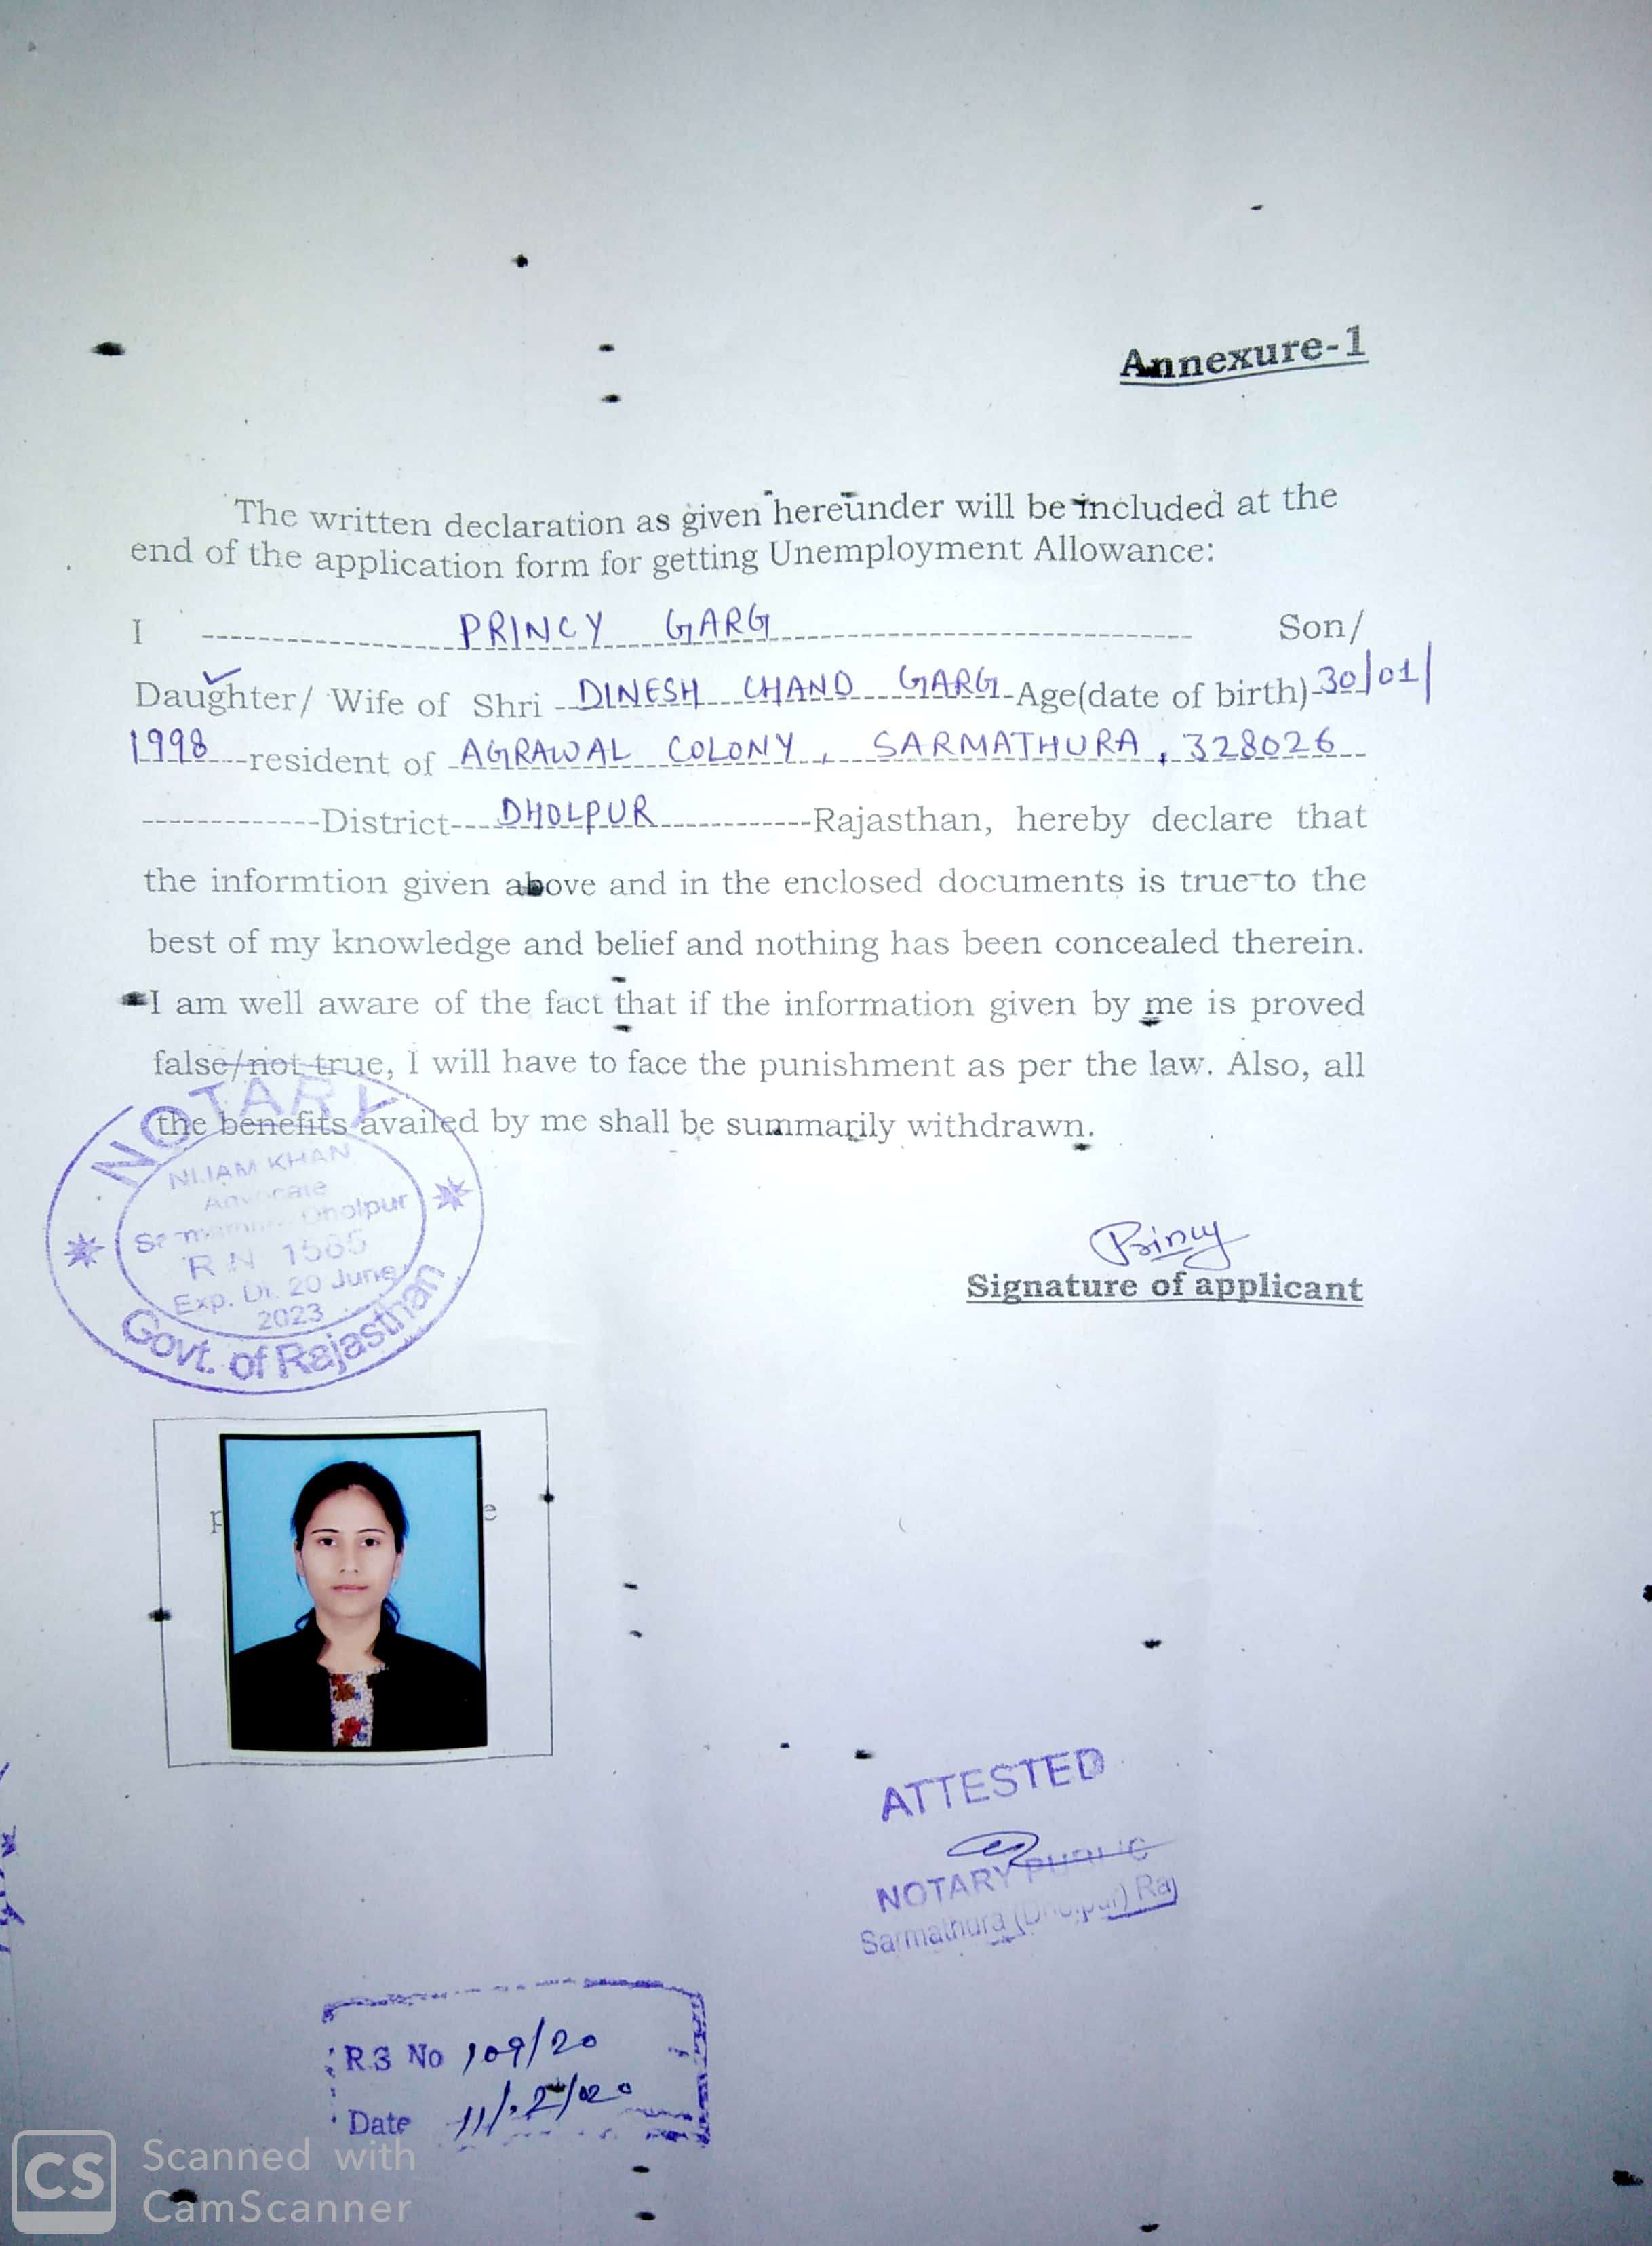 Annexure-1
The written declaration as given hereunder will be included at the
end of the application form for getting Unemployment Allowance:
I PRINCY GARG Son/
Daughter/ Wife of Shri DINESH CHAND GARG Age(date of birth) 30/01/
1998 resident of AGRAWAL COLONY, SARMATHURA, 328026
District DHOLPUR Rajasthan, hereby declare that
the informtion given above and in the enclosed documents is true to the
best of my knowledge and belief and nothing has been concealed therein.
I am well aware of the fact that if the information given by me is proved
false/not true, I will have to face the punishment as per the law. Also, all
the benefits availed by me shall be summarily withdrawn.
NOTARY
NIJAM KHAN
Advocate
Dholpur
R.N 1565
Exp. Dt. 20 June
2023
Govt. of Rajasthan
Princy
Signature of applicant
p
e
ATTESTED
NOTARY PUBLIC
Sarmathura (Dholpur) Raj
R.3 No 109/20
Date 11/.2/020
CS Scanned with
CamScanner